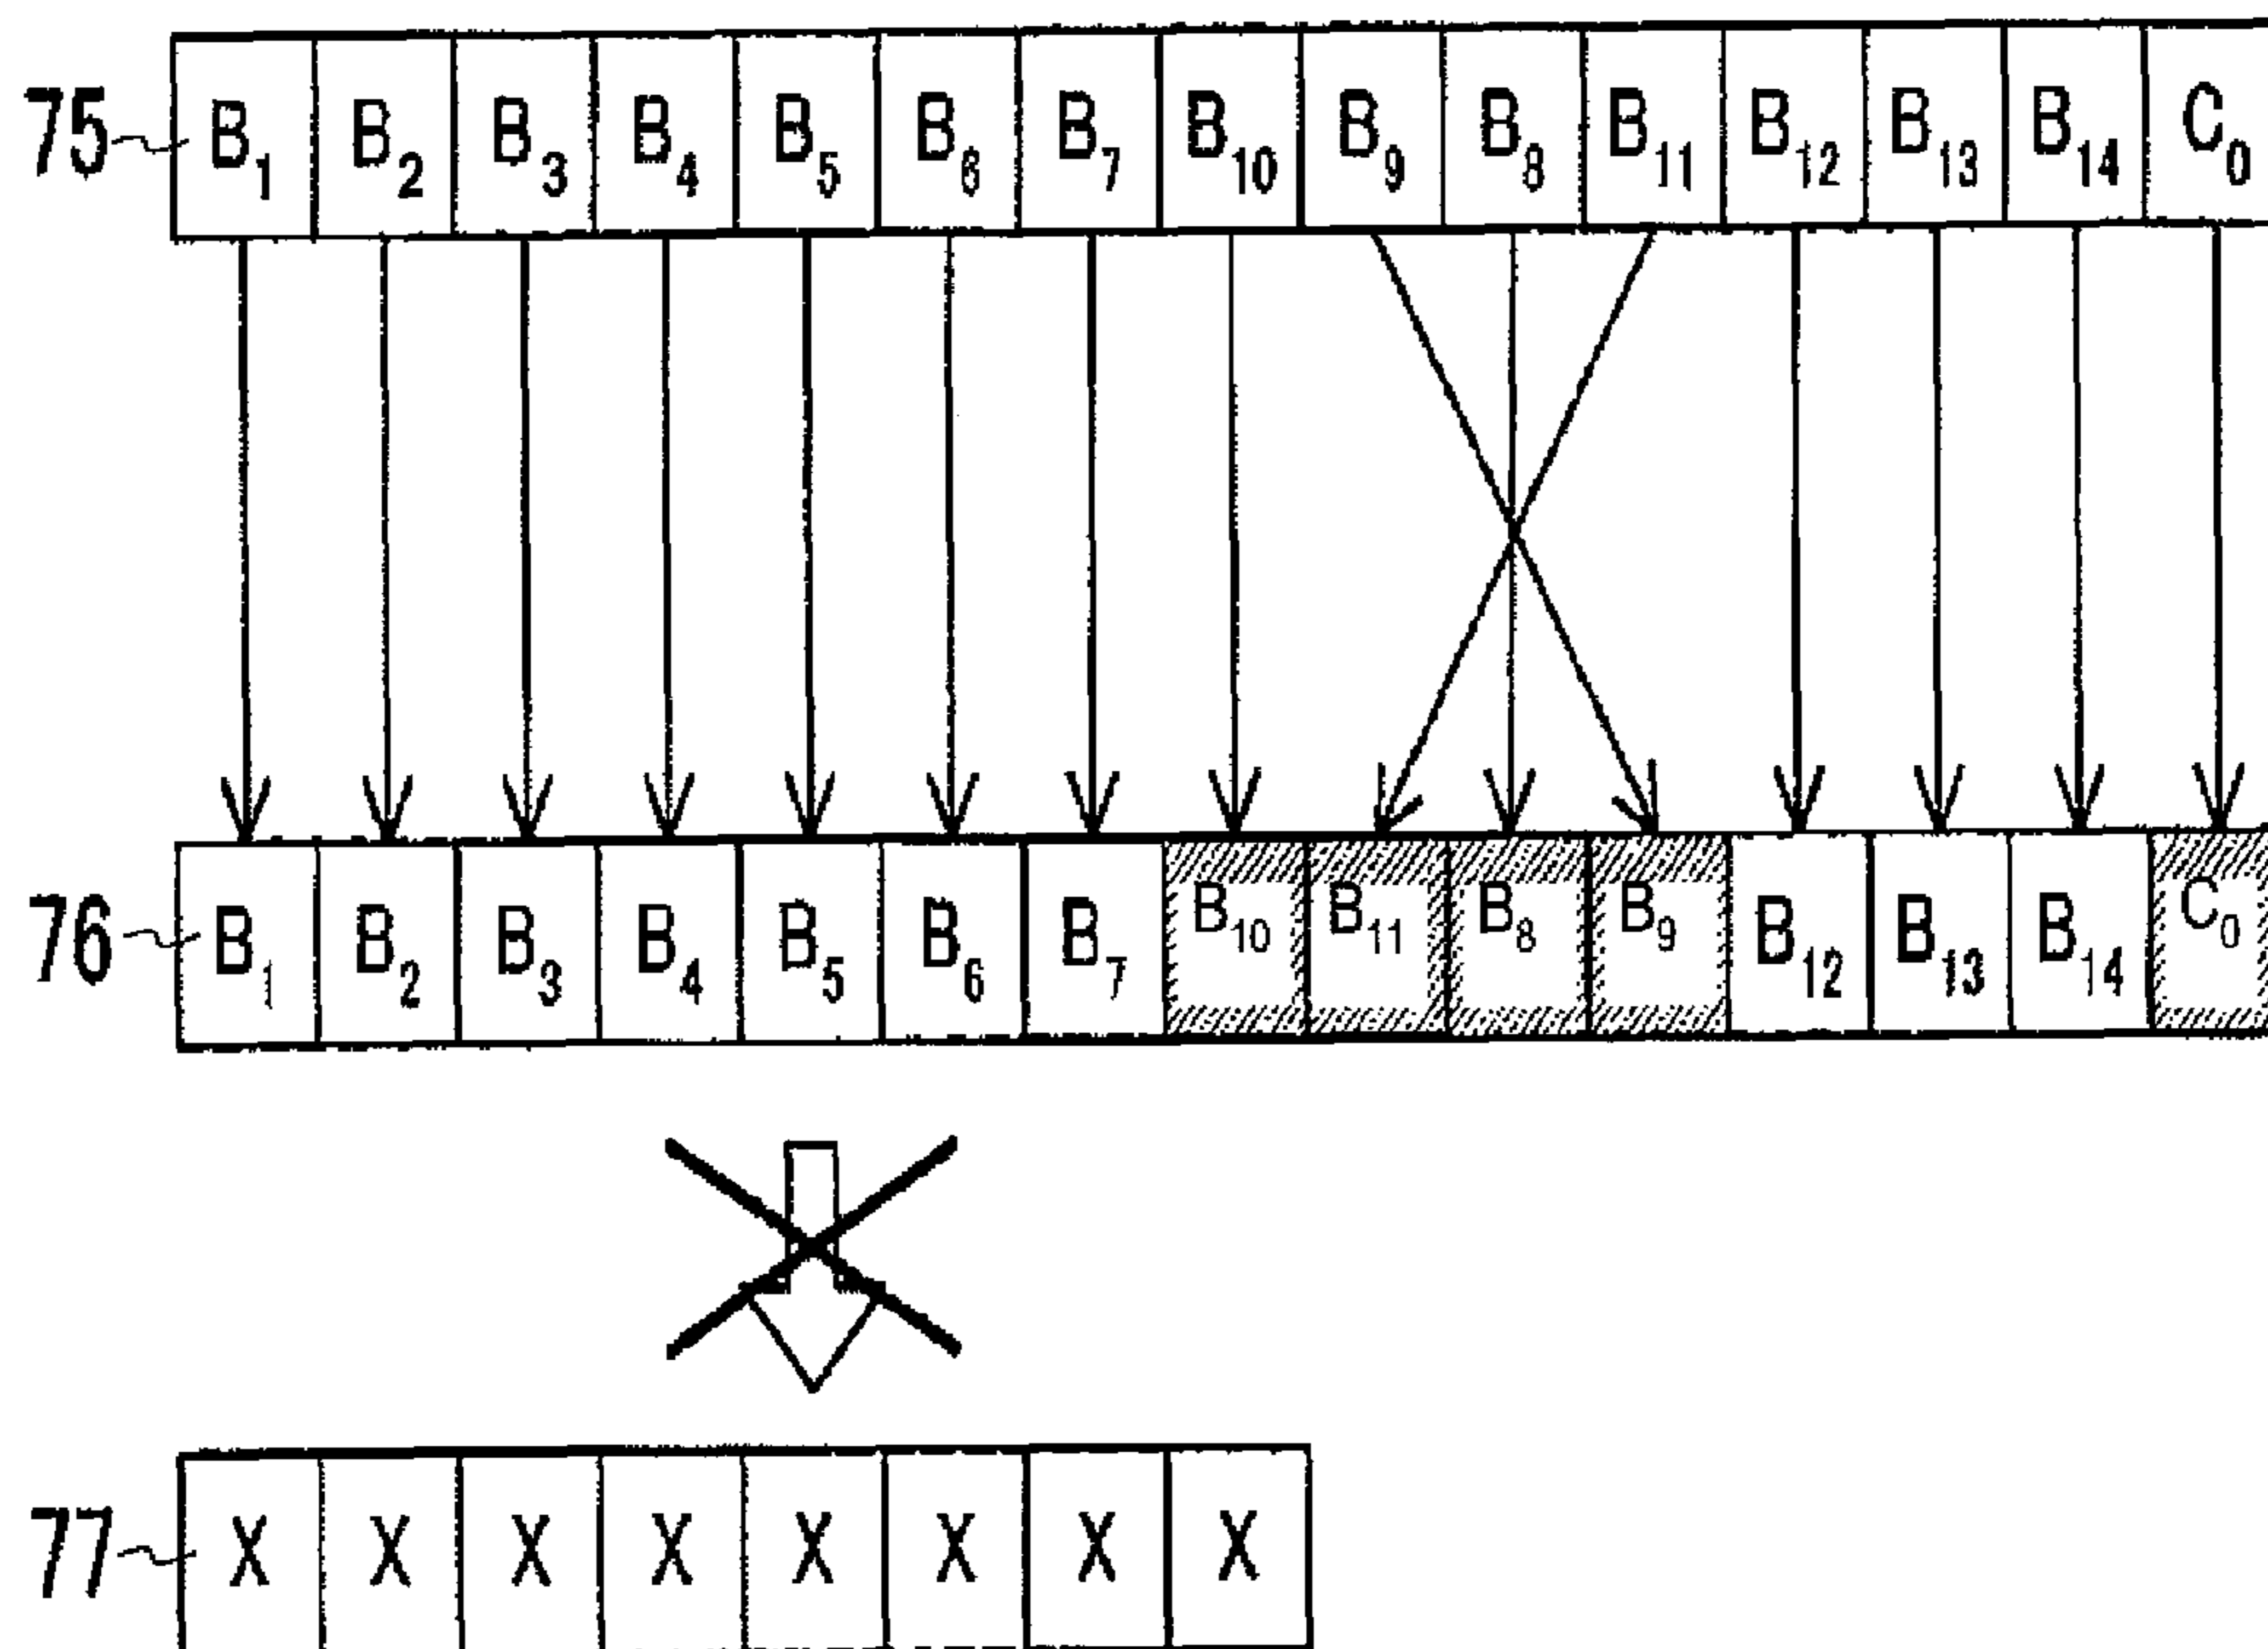 75 B₁ B₂ B₃ B₄ B₅ B₆ B₇ B₁₀ B₉ B₈ B₁₁ B₁₂ B₁₃ B₁₄ C₀
76 B₁ B₂ B₃ B₄ B₅ B₆ B₇ B₁₀ B₁₁ B₈ B₉ B₁₂ B₁₃ B₁₄ C₀
77 X X X X X X X X